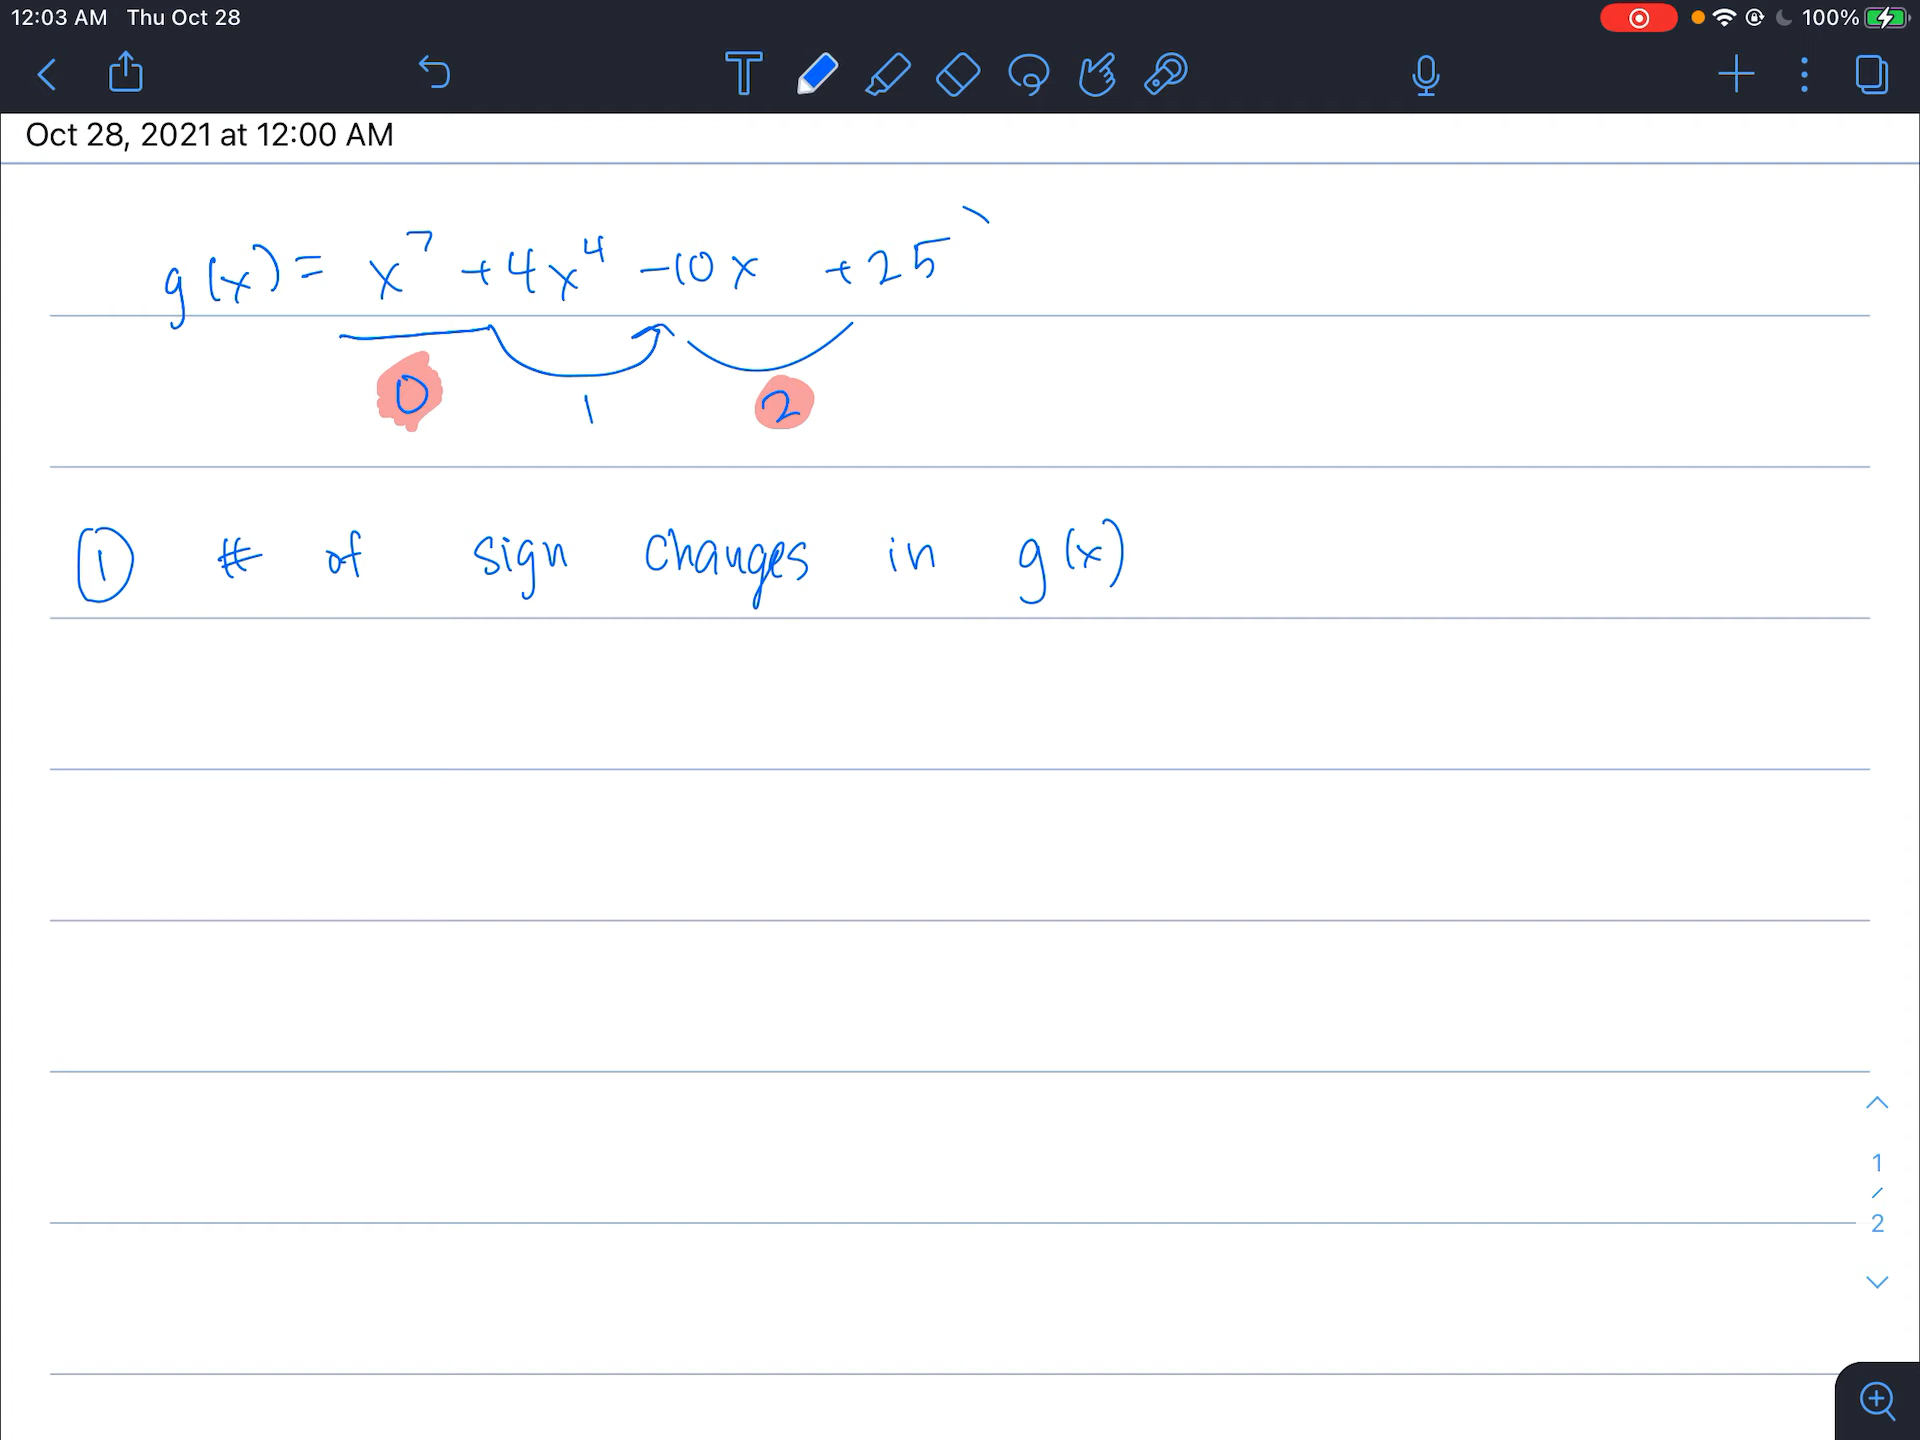 12:03 AM Thu Oct 28 100%
T
Oct 28, 2021 at 12:00 AM
g(x) = x⁷ +4x⁴ -10x +25
0 1 2
① # of sign changes in g(x)
1
/
2